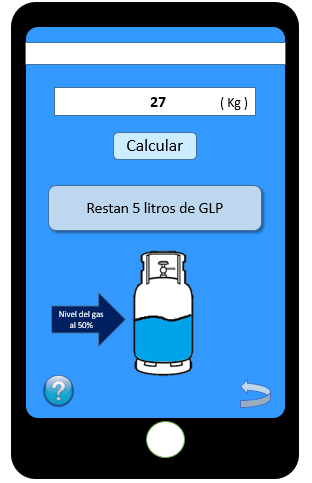 27 ( Kg )
Calcular
Restan 5 litros de GLP
Nivel del gas
al 50%
?